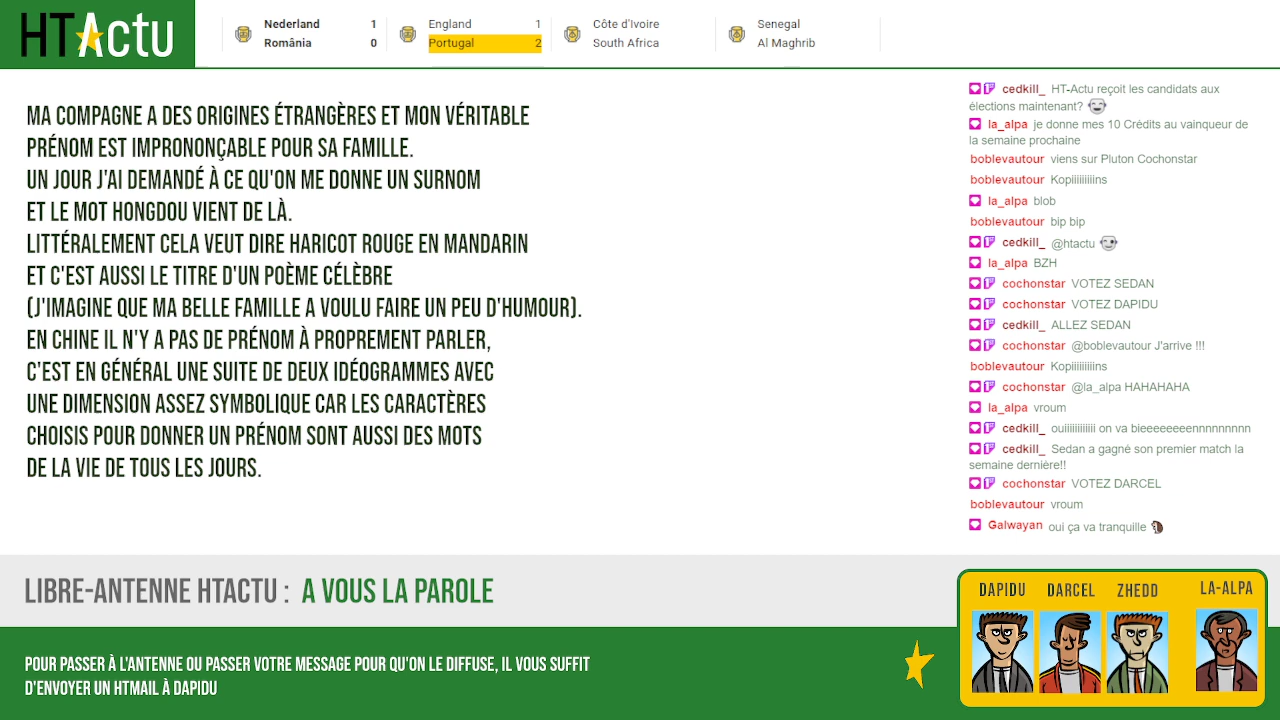 HTActu
Nederland 1
România 0
England 1
Portugal 2
Côte d'Ivoire
South Africa
Senegal
Al Maghrib
MA COMPAGNE A DES ORIGINES ÉTRANGÈRES ET MON VÉRITABLE
PRÉNOM EST IMPRONONÇABLE POUR SA FAMILLE.
UN JOUR J'AI DEMANDÉ À CE QU'ON ME DONNE UN SURNOM
ET LE MOT HONGDOU VIENT DE LÀ.
LITTÉRALEMENT CELA VEUT DIRE HARICOT ROUGE EN MANDARIN
ET C'EST AUSSI LE TITRE D'UN POÈME CÉLÈBRE
(J'IMAGINE QUE MA BELLE FAMILLE A VOULU FAIRE UN PEU D'HUMOUR).
EN CHINE IL N'Y A PAS DE PRÉNOM À PROPREMENT PARLER,
C'EST EN GÉNÉRAL UNE SUITE DE DEUX IDÉOGRAMMES AVEC
UNE DIMENSION ASSEZ SYMBOLIQUE CAR LES CARACTÈRES
CHOISIS POUR DONNER UN PRÉNOM SONT AUSSI DES MOTS
DE LA VIE DE TOUS LES JOURS.
cedkill_ HT-Actu reçoit les candidats aux
élections maintenant?
la_alpa je donne mes 10 Crédits au vainqueur de
la semaine prochaine
boblevautour viens sur Pluton Cochonstar
boblevautour Kopiiiiiiiiins
la_alpa blob
boblevautour bip bip
cedkill_ @htactu
la_alpa BZH
cochonstar VOTEZ SEDAN
cochonstar VOTEZ DAPIDU
cedkill_ ALLEZ SEDAN
cochonstar @boblevautour J'arrive !!!
boblevautour Kopiiiiiiiiins
cochonstar @la_alpa HAHAHAHA
la_alpa vroum
cedkill_ ouiiiiiiiiiiii on va bieeeeeeeennnnnnnnn
cedkill_ Sedan a gagné son premier match la
semaine dernière!!
cochonstar VOTEZ DARCEL
boblevautour vroum
Galwayan oui ça va tranquille
LIBRE-ANTENNE HTACTU : A VOUS LA PAROLE
POUR PASSER À L'ANTENNE OU PASSER VOTRE MESSAGE POUR QU'ON LE DIFFUSE, IL VOUS SUFFIT
D'ENVOYER UN HTMAIL À DAPIDU
DAPIDU DARCEL ZHEDD LA-ALPA